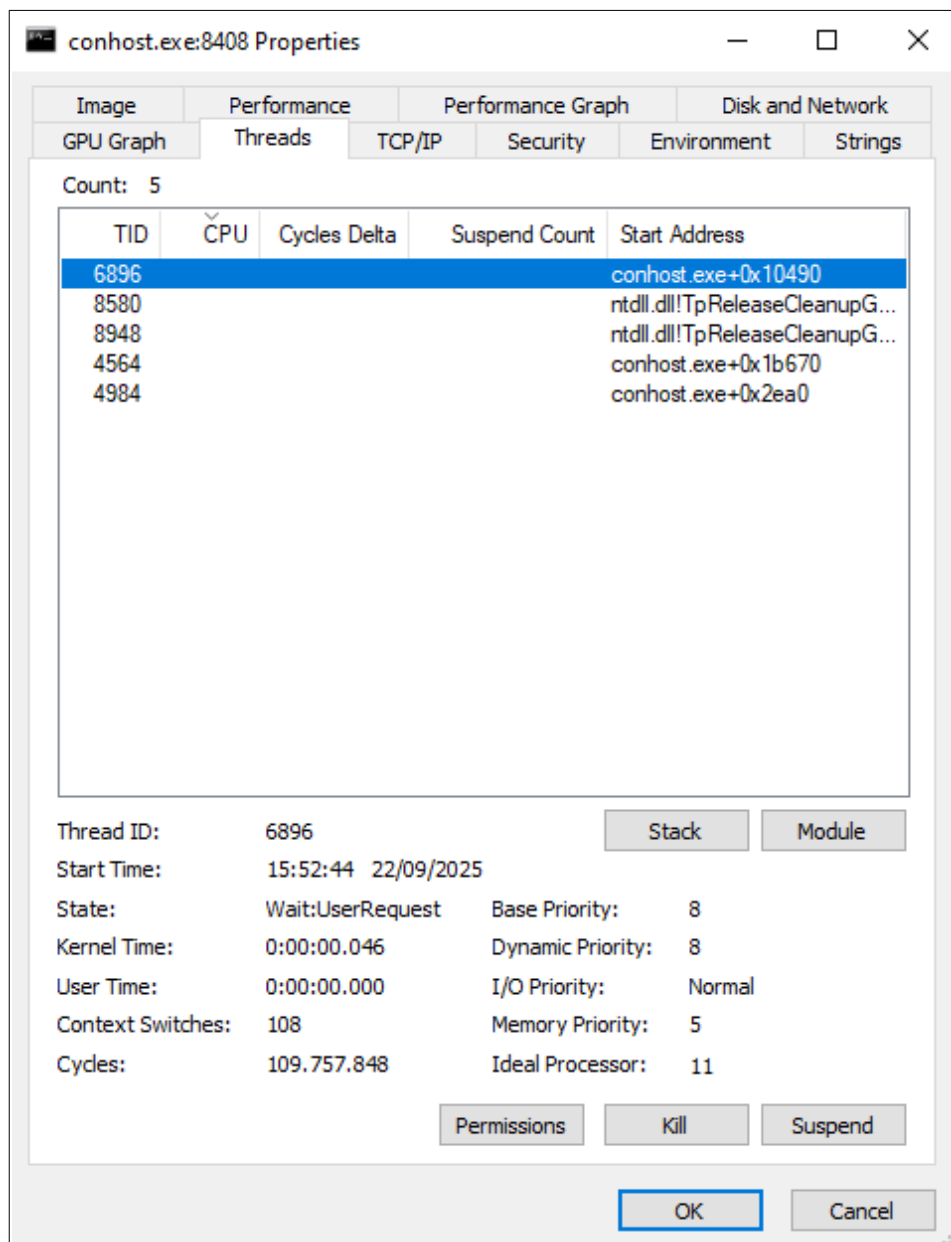 conhost.exe:8408 Properties
Image Performance Performance Graph Disk and Network
GPU Graph Threads TCP/IP Security Environment Strings
Count: 5
TID CPU Cycles Delta Suspend Count Start Address
6896 conhost.exe+0x10490
8580 ntdll.dll!TpReleaseCleanupG...
8948 ntdll.dll!TpReleaseCleanupG...
4564 conhost.exe+0x1b670
4984 conhost.exe+0x2ea0
Thread ID: 6896 Stack Module
Start Time: 15:52:44 22/09/2025
State: Wait:UserRequest Base Priority: 8
Kernel Time: 0:00:00.046 Dynamic Priority: 8
User Time: 0:00:00.000 I/O Priority: Normal
Context Switches: 108 Memory Priority: 5
Cycles: 109.757.848 Ideal Processor: 11
Permissions Kill Suspend
OK Cancel